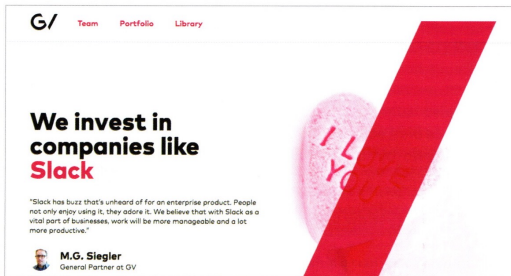 G/ Team Portfolio Library
We invest in
companies like
Slack
"Slack has buzz that's unheard of for an enterprise product. People
not only enjoy using it, they adore it. We believe that with Slack as a
vital part of businesses, work will be more manageable and a lot
more productive."
M.G. Siegler
General Partner at GV
I LOVE
YOU